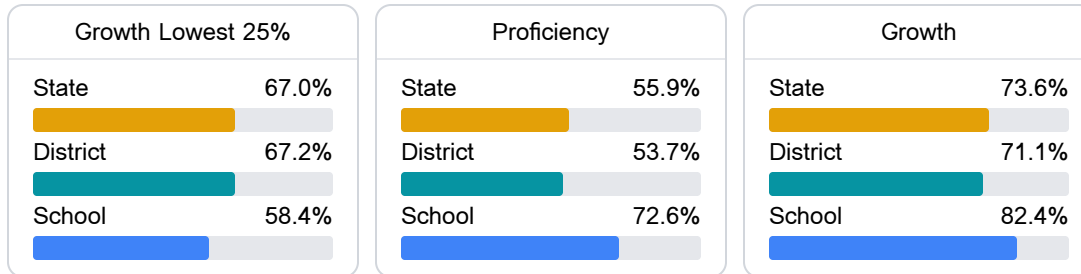 Growth Lowest 25%
State 67.0%
District 67.2%
School 58.4%
Proficiency
State 55.9%
District 53.7%
School 72.6%
Growth
State 73.6%
District 71.1%
School 82.4%